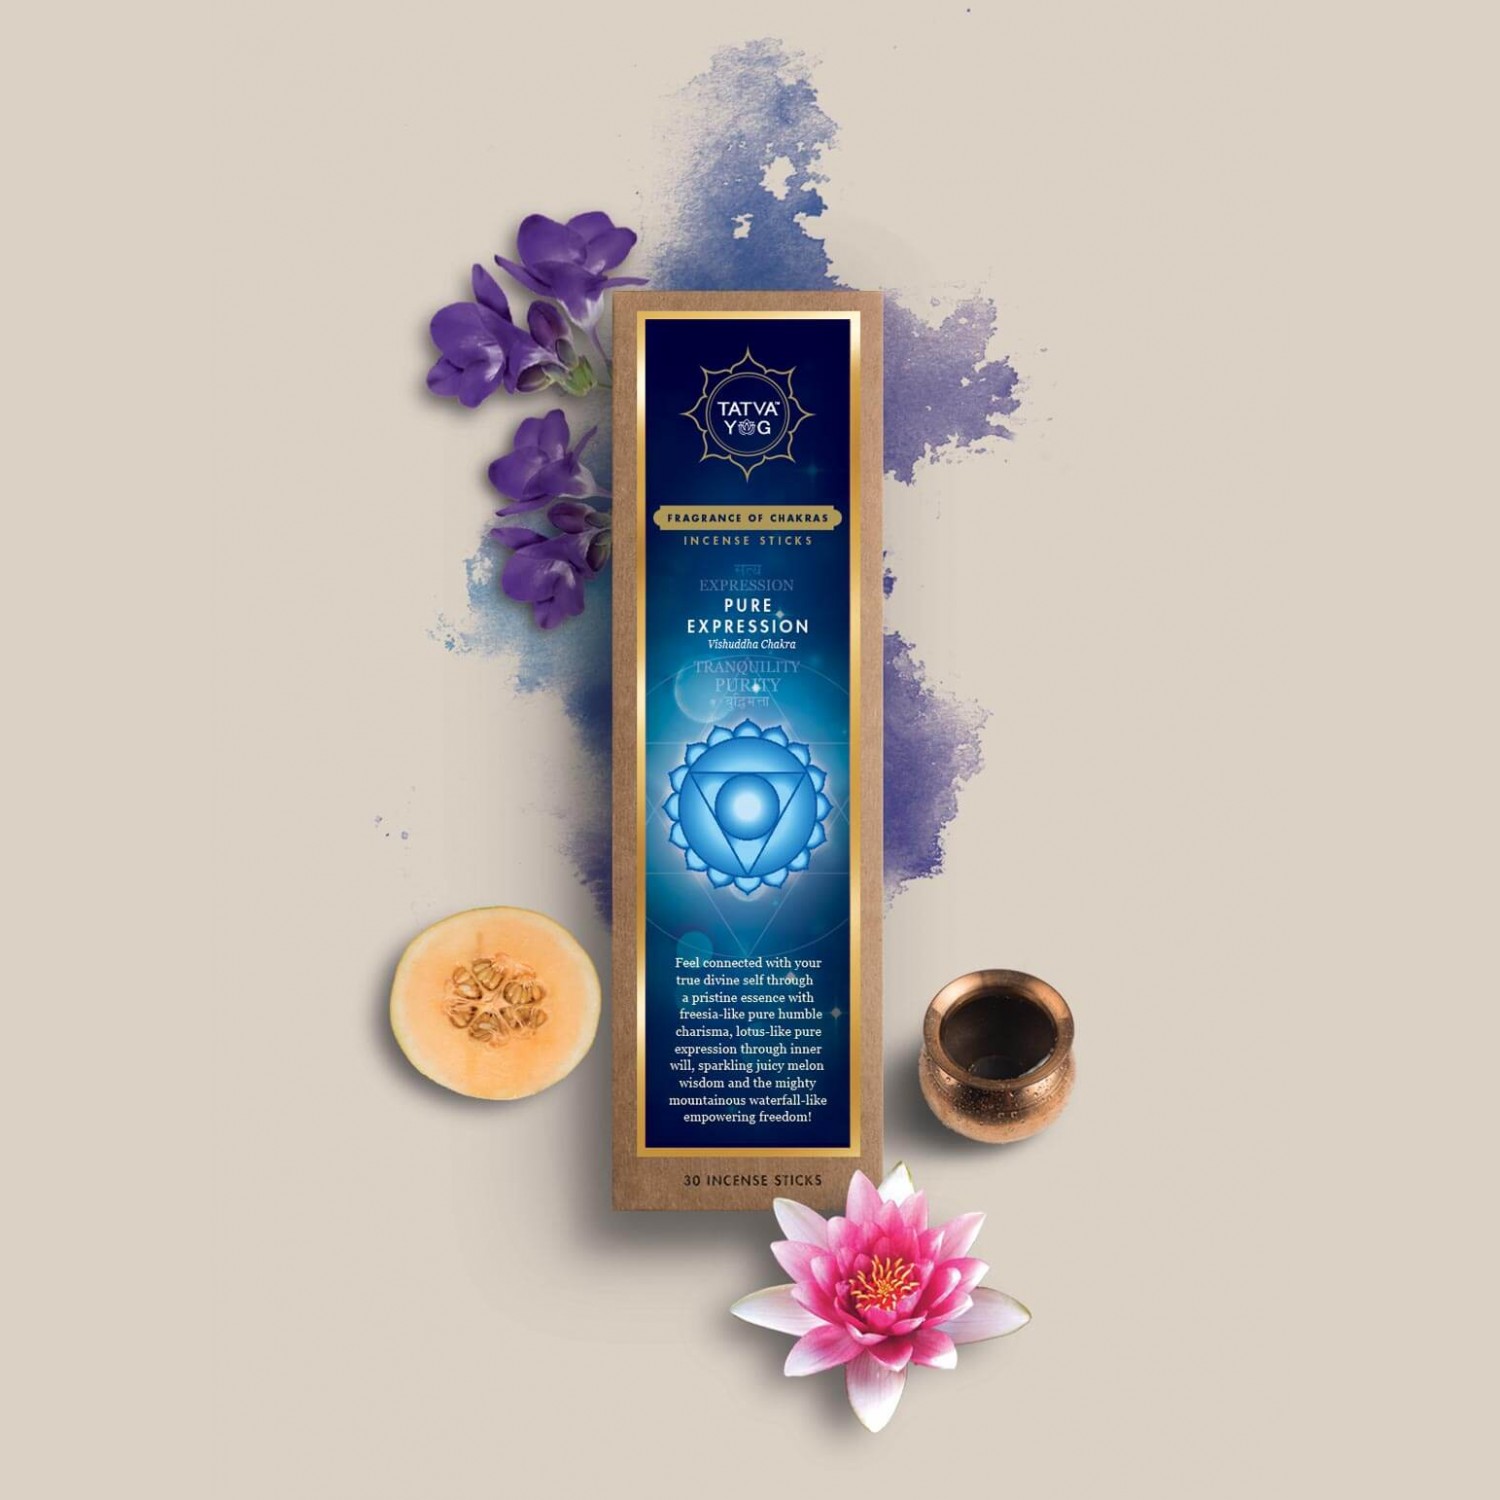 TATVA™
YOG
FRAGRANCE OF CHAKRAS
INCENSE STICKS
सत्य
EXPRESSION
PURE
EXPRESSION
Vishuddha Chakra
TRANQUILITY
PURITY
बुद्धिमत्ता
Feel connected with your
true divine self through
a pristine essence with
freesia-like pure humble
charisma, lotus-like pure
expression through inner
will, sparkling juicy melon
wisdom and the mighty
mountainous waterfall-like
empowering freedom!
30 INCENSE STICKS